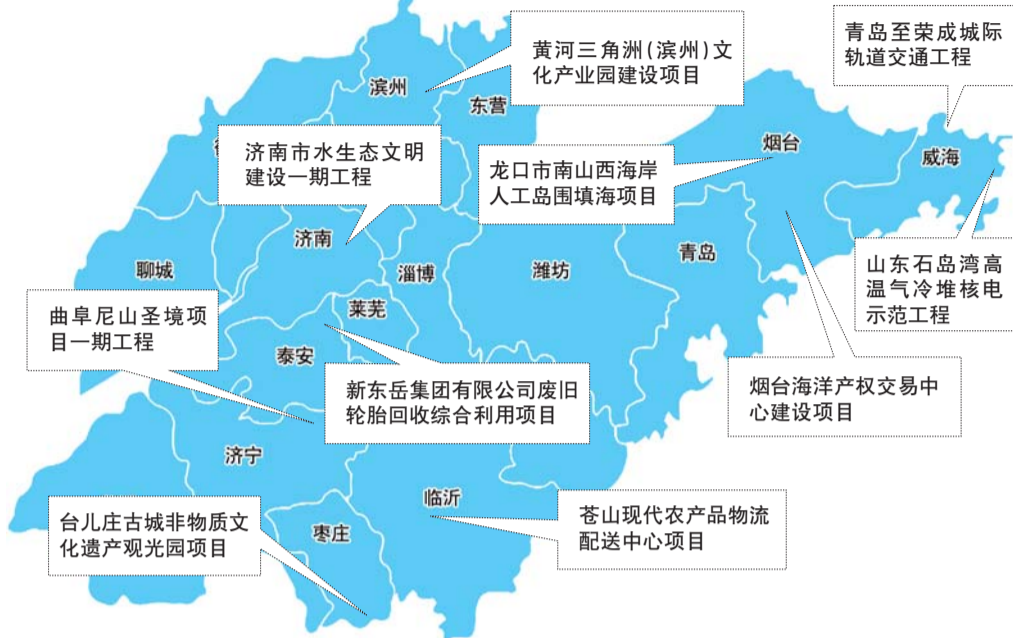 青岛至荣成城际
轨道交通工程
黄河三角洲(滨州)文
化产业园建设项目
滨州
东营
济南市水生态文明
建设一期工程
龙口市南山西海岸
人工岛围填海项目
烟台
威海
济南
淄博
潍坊
青岛
聊城
山东石岛湾高
温气冷堆核电
示范工程
曲阜尼山圣境项
目一期工程
莱芜
泰安
新东岳集团有限公司废旧
轮胎回收综合利用项目
烟台海洋产权交易中
心建设项目
济宁
临沂
台儿庄古城非物质文
化遗产观光园项目
枣庄
苍山现代农产品物流
配送中心项目